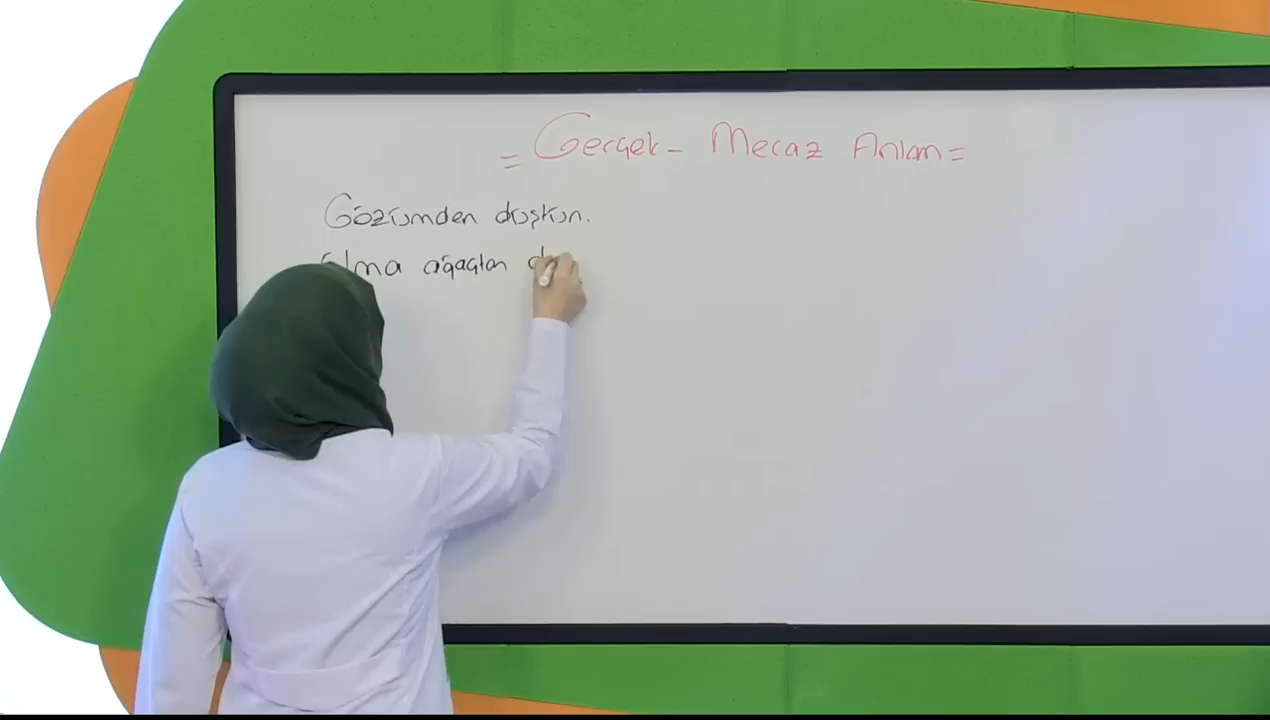 = Gerçek - Mecaz Anlam =
Gözümden düştün.
Elma ağaçtan